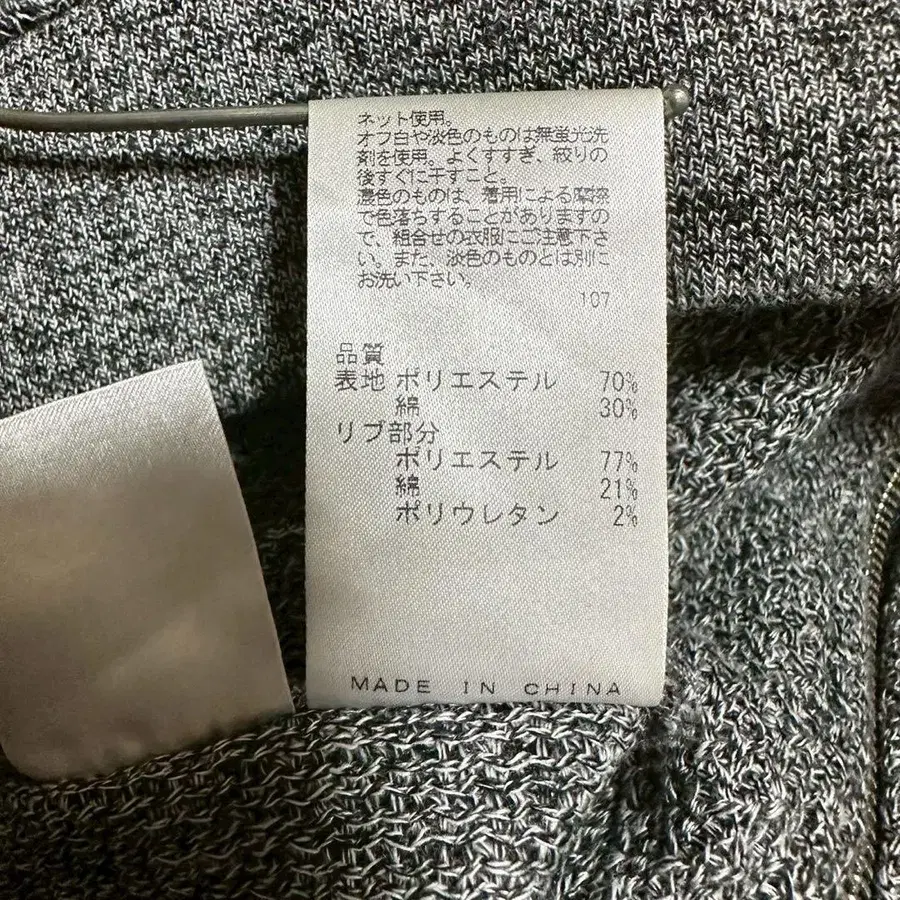 ネット使用。
オフ白や淡色のものは無蛍光洗
剤を使用。よくすすぎ、絞りの
後すぐに干すこと。
濃色のものは、着用による摩擦
で色落ちすることがありますの
で、組合せの衣服にご注意下さ
い。また、淡色のものとは別に
お洗い下さい。
107
品質
表地 ポリエステル 70%
綿 30%
リブ部分
ポリエステル 77%
綿 21%
ポリウレタン 2%
MADE IN CHINA